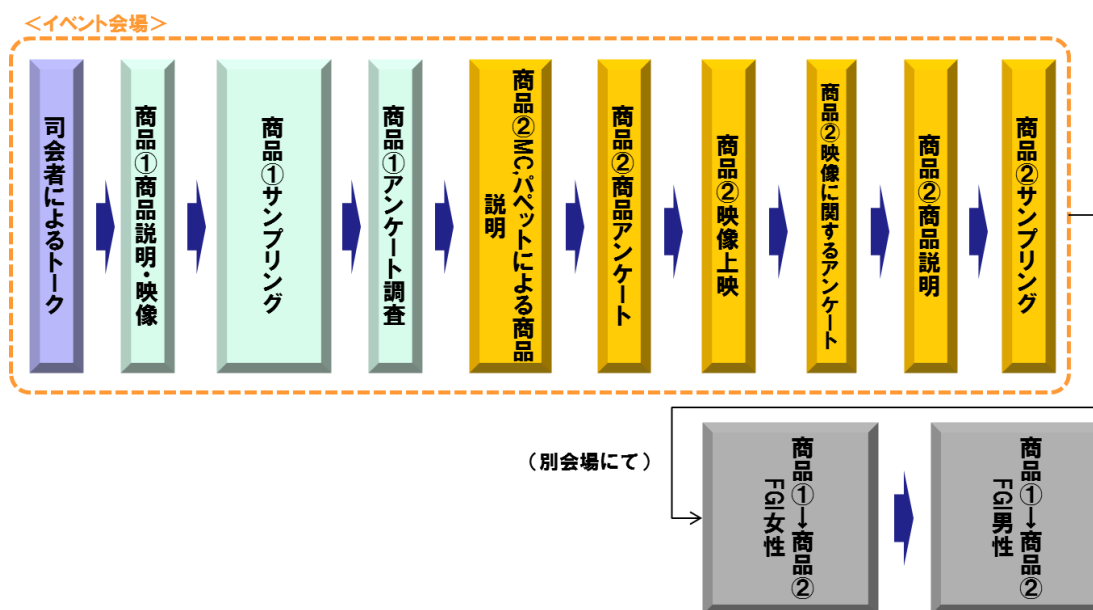 ＜イベント会場＞
司会者によるトーク
商品①商品説明・映像
商品①サンプリング
商品①アンケート調査
商品②MC,パペットによる商品
説明
商品②商品アンケート
商品②映像上映
商品②映像に関するアンケート
商品②商品説明
商品②サンプリング
（別会場にて）
商品①→商品②
FGI女性
商品①→商品②
FGI男性